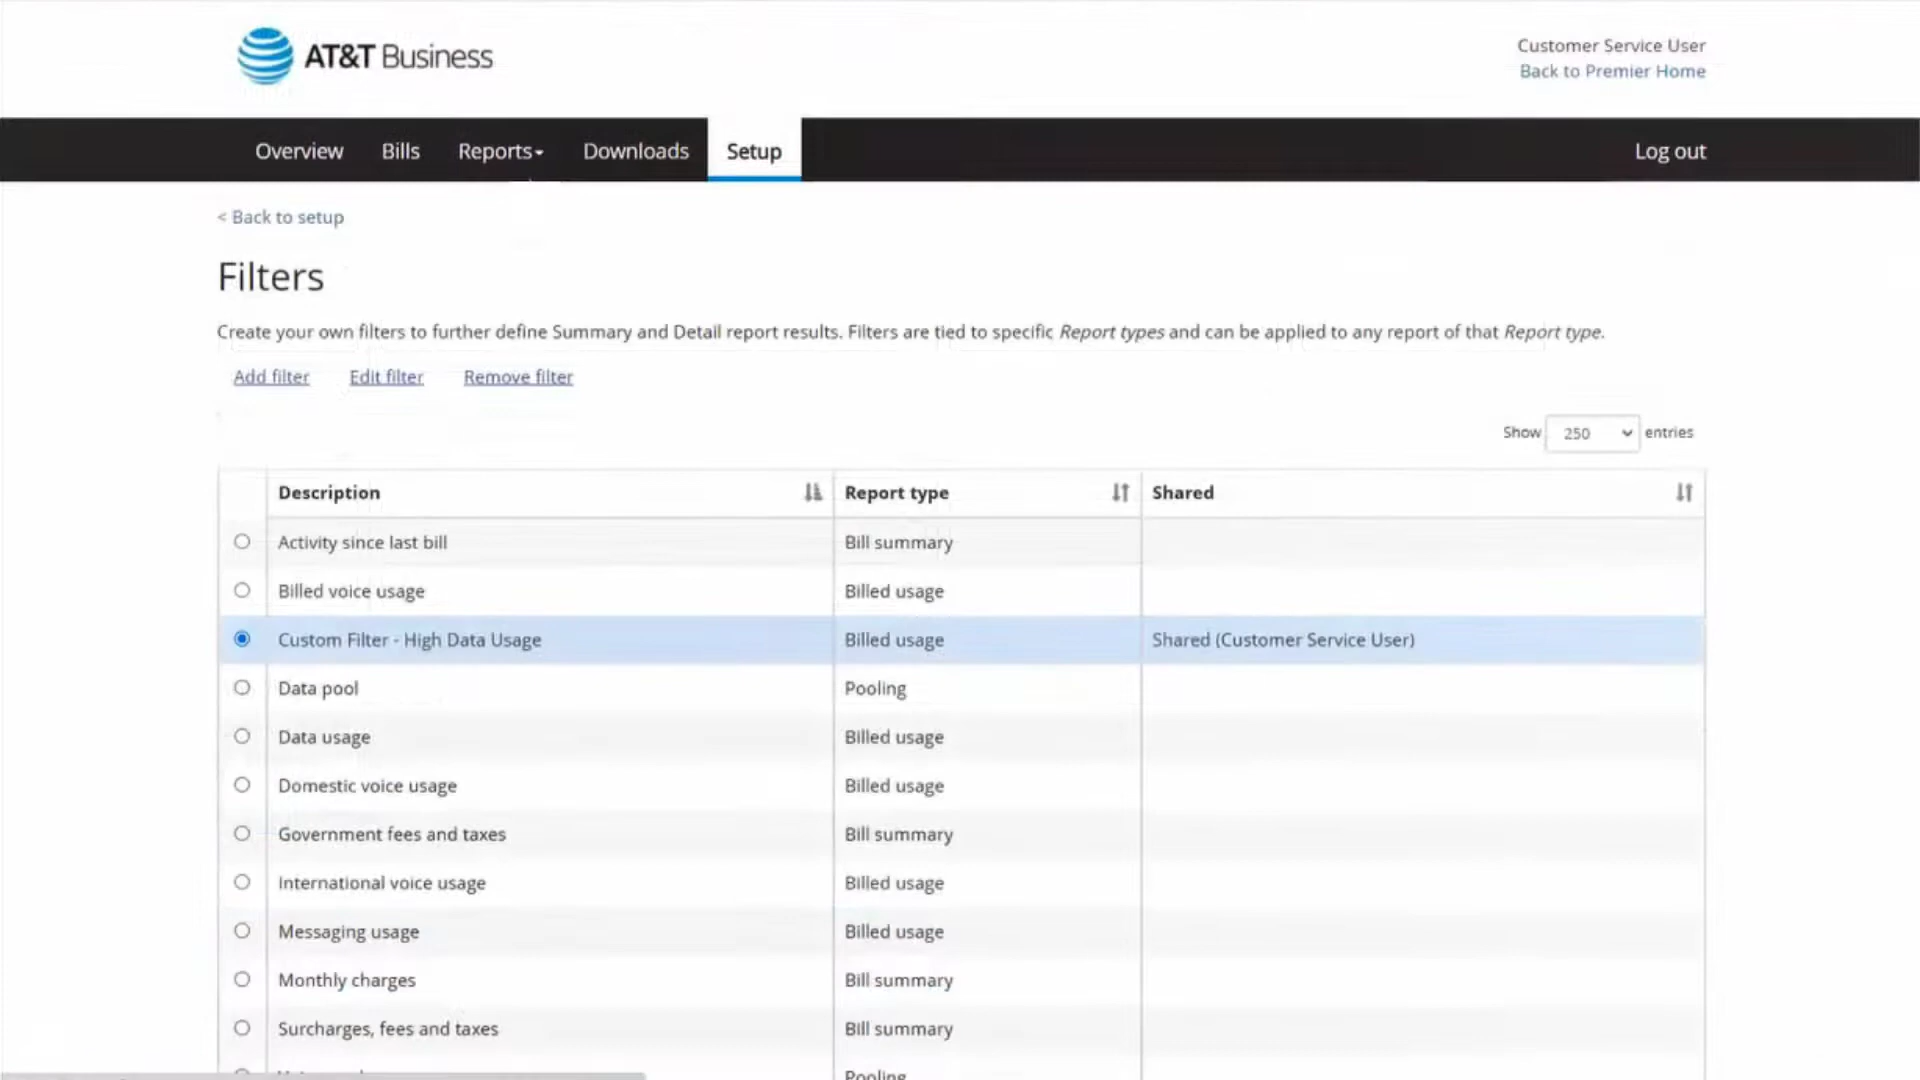 AT&T Business
Customer Service User
Back to Premier Home
Overview Bills Reports Downloads Setup Log out
< Back to setup
Filters
Create your own filters to further define Summary and Detail report results. Filters are tied to specific Report types and can be applied to any report of that Report type.
Add filter Edit filter Remove filter
Show 250 entries
Description Report type Shared
Activity since last bill Bill summary
Billed voice usage Billed usage
Custom Filter - High Data Usage Billed usage Shared (Customer Service User)
Data pool Pooling
Data usage Billed usage
Domestic voice usage Billed usage
Government fees and taxes Bill summary
International voice usage Billed usage
Messaging usage Billed usage
Monthly charges Bill summary
Surcharges, fees and taxes Bill summary
Pooling